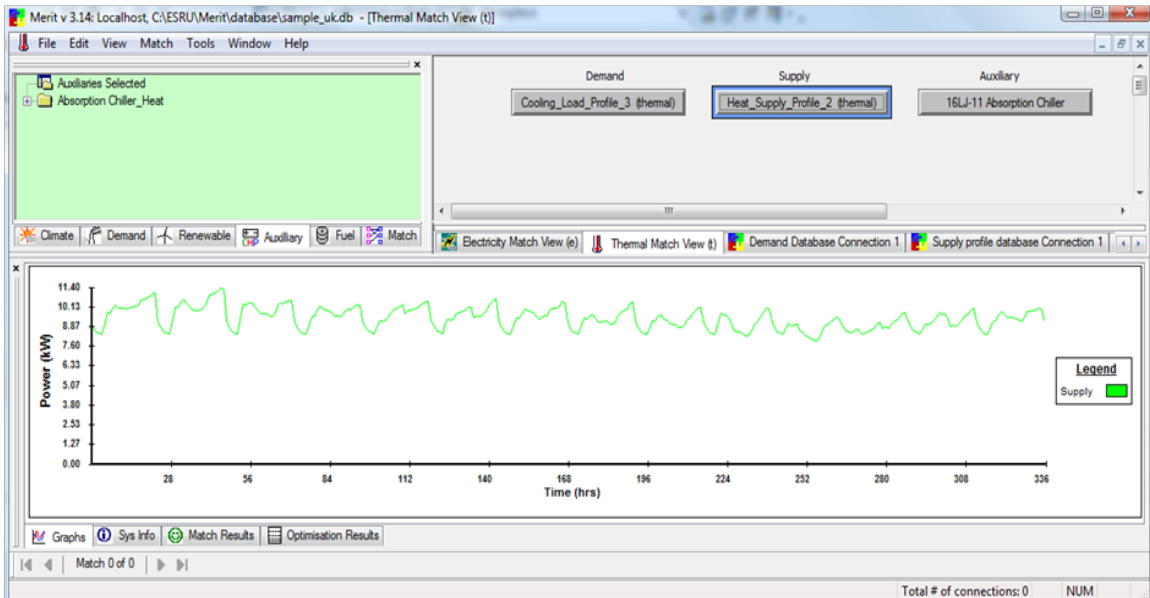 Merit v 3.14: Localhost, C:\ESRU\Merit\database\sample_uk.db - [Thermal Match View (t)]
File Edit View Match Tools Window Help
Auxiliaries Selected
Absorption Chiller_Heat
Demand Supply Auxiliary
Cooling_Load_Profile_3 (thermal) Heat_Supply_Profile_2 (thermal) 16LJ-11 Absorption Chiller
Climate Demand Renewable Auxiliary Fuel Match
Electricity Match View (e) Thermal Match View (t) Demand Database Connection 1 Supply profile database Connection 1
Power (kW)
11.40
10.13
8.87
7.60
6.33
5.07
3.80
2.53
1.27
0.00
28 56 84 112 140 168 196 224 252 280 308 336
Time (hrs)
Legend
Supply
Graphs Sys Info Match Results Optimisation Results
Match 0 of 0
Total # of connections: 0 NUM